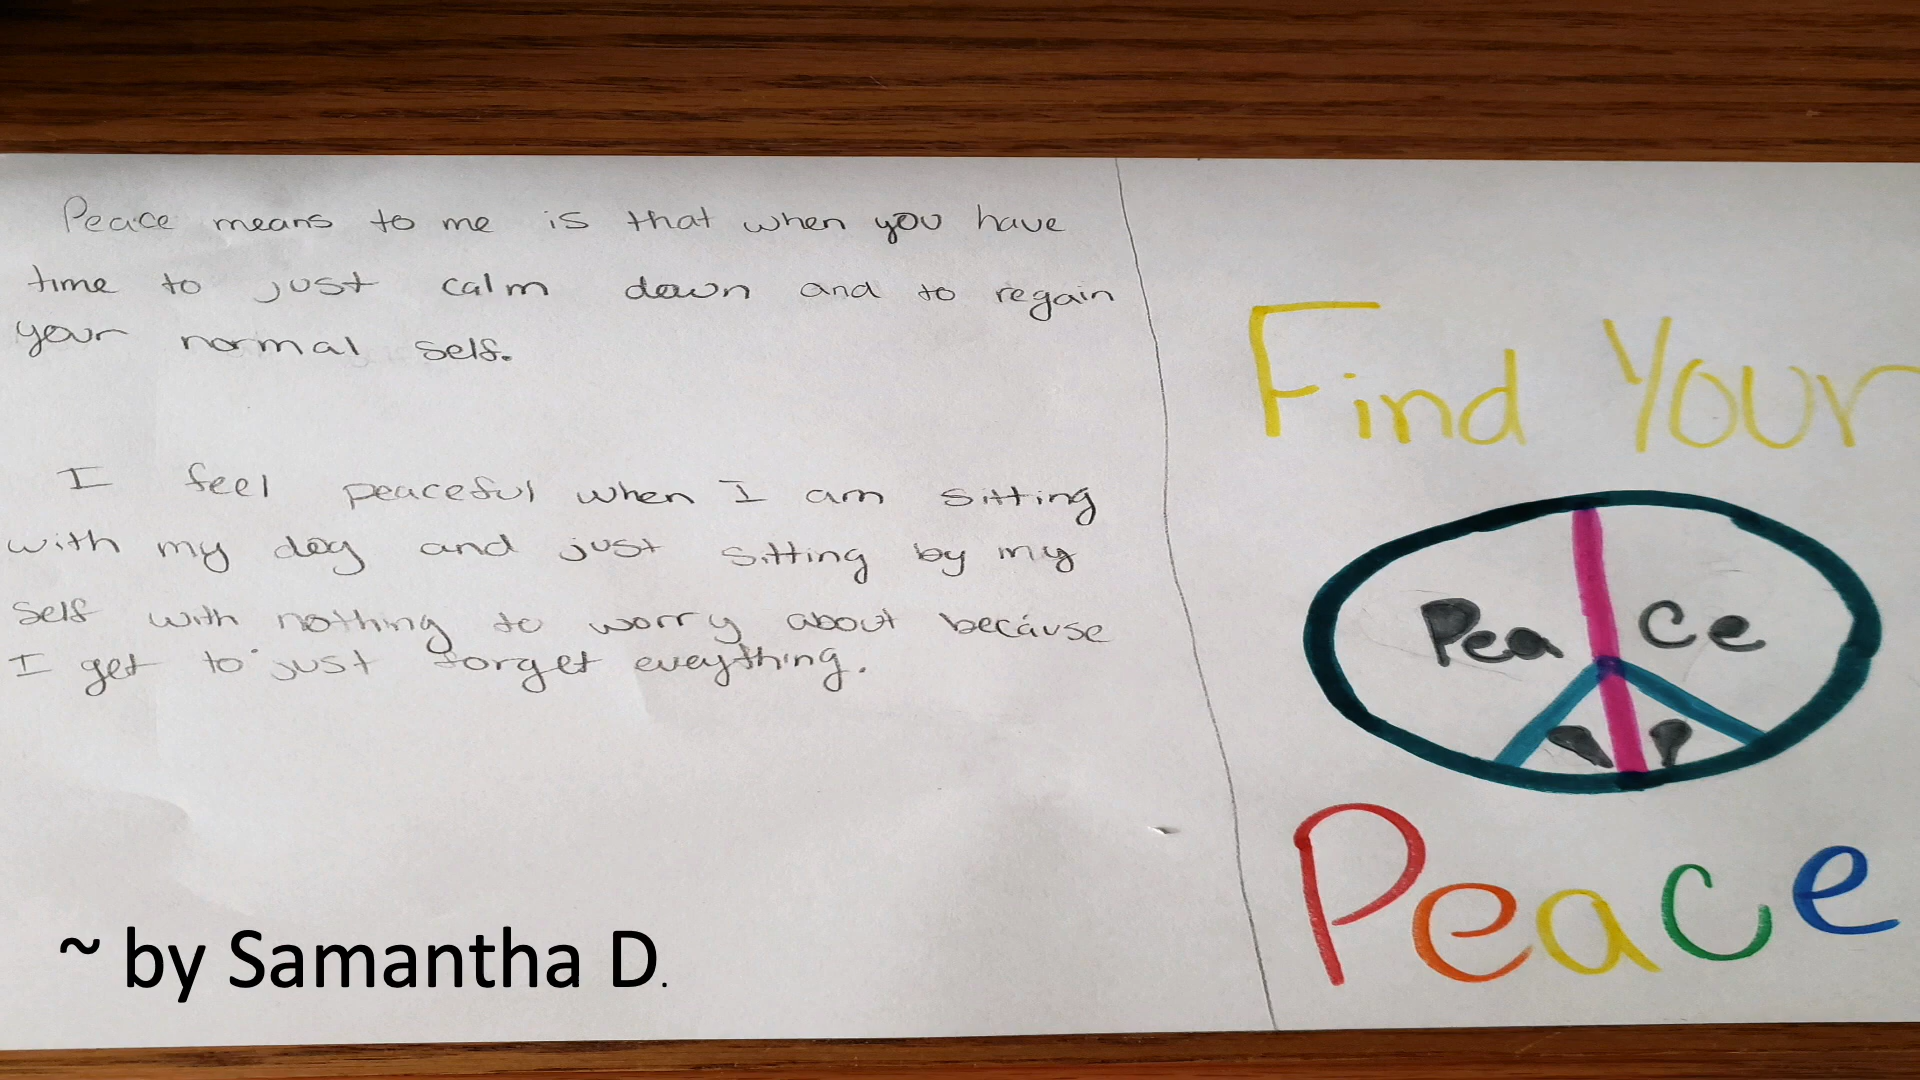 Peace means to me is that when you have
time to just calm down and to regain
your normal self.
I feel peaceful when I am sitting
with my dog and just sitting by my
self with nothing to worry about because
I get to just forget eveything.
~ by Samantha D.
Find Your
Pea ce
Peace